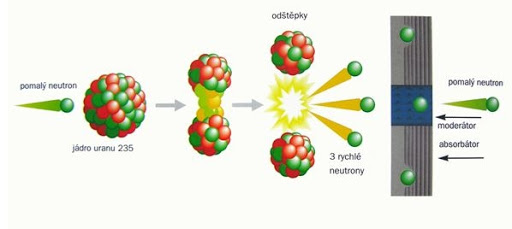 odštěpky
pomalý neutron
jádro uranu 235
3 rychlé
neutrony
pomalý neutron
moderátor
absorbátor